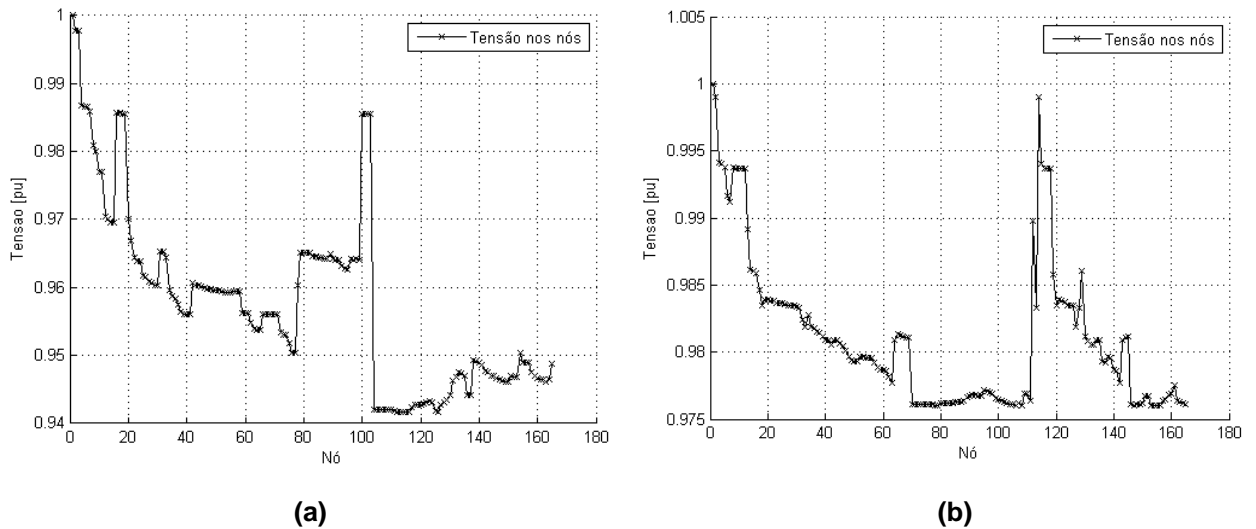 1
0.99
0.98
0.97
0.96
0.95
0.94
0 20 40 60 80 100 120 140 160 180
Tensao [pu]
Nó
Tensão nos nós
(a)
1.005
1
0.995
0.99
0.985
0.98
0.975
0 20 40 60 80 100 120 140 160 180
Tensao [pu]
Nó
Tensão nos nós
(b)